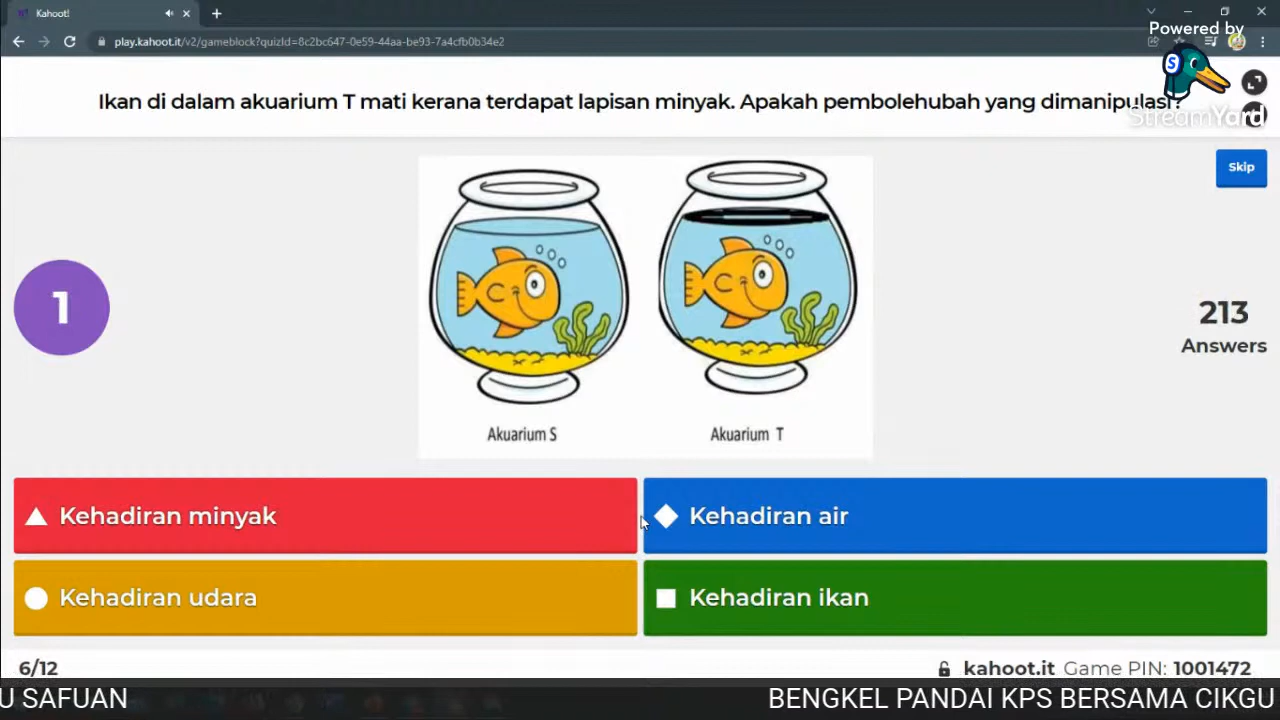 Kahoot!
play.kahoot.it/v2/gameblock?quizId=8c2bc647-0e59-44aa-be93-7a4cfb0b34e2
Powered by
S
StreamYard
Ikan di dalam akuarium T mati kerana terdapat lapisan minyak. Apakah pembolehubah yang dimanipulasi?
Skip
1
213
Answers
Akuarium S
Akuarium T
Kehadiran minyak
Kehadiran air
Kehadiran udara
Kehadiran ikan
6/12
kahoot.it Game PIN: 1001472
U SAFUAN
BENGKEL PANDAI KPS BERSAMA CIKGU